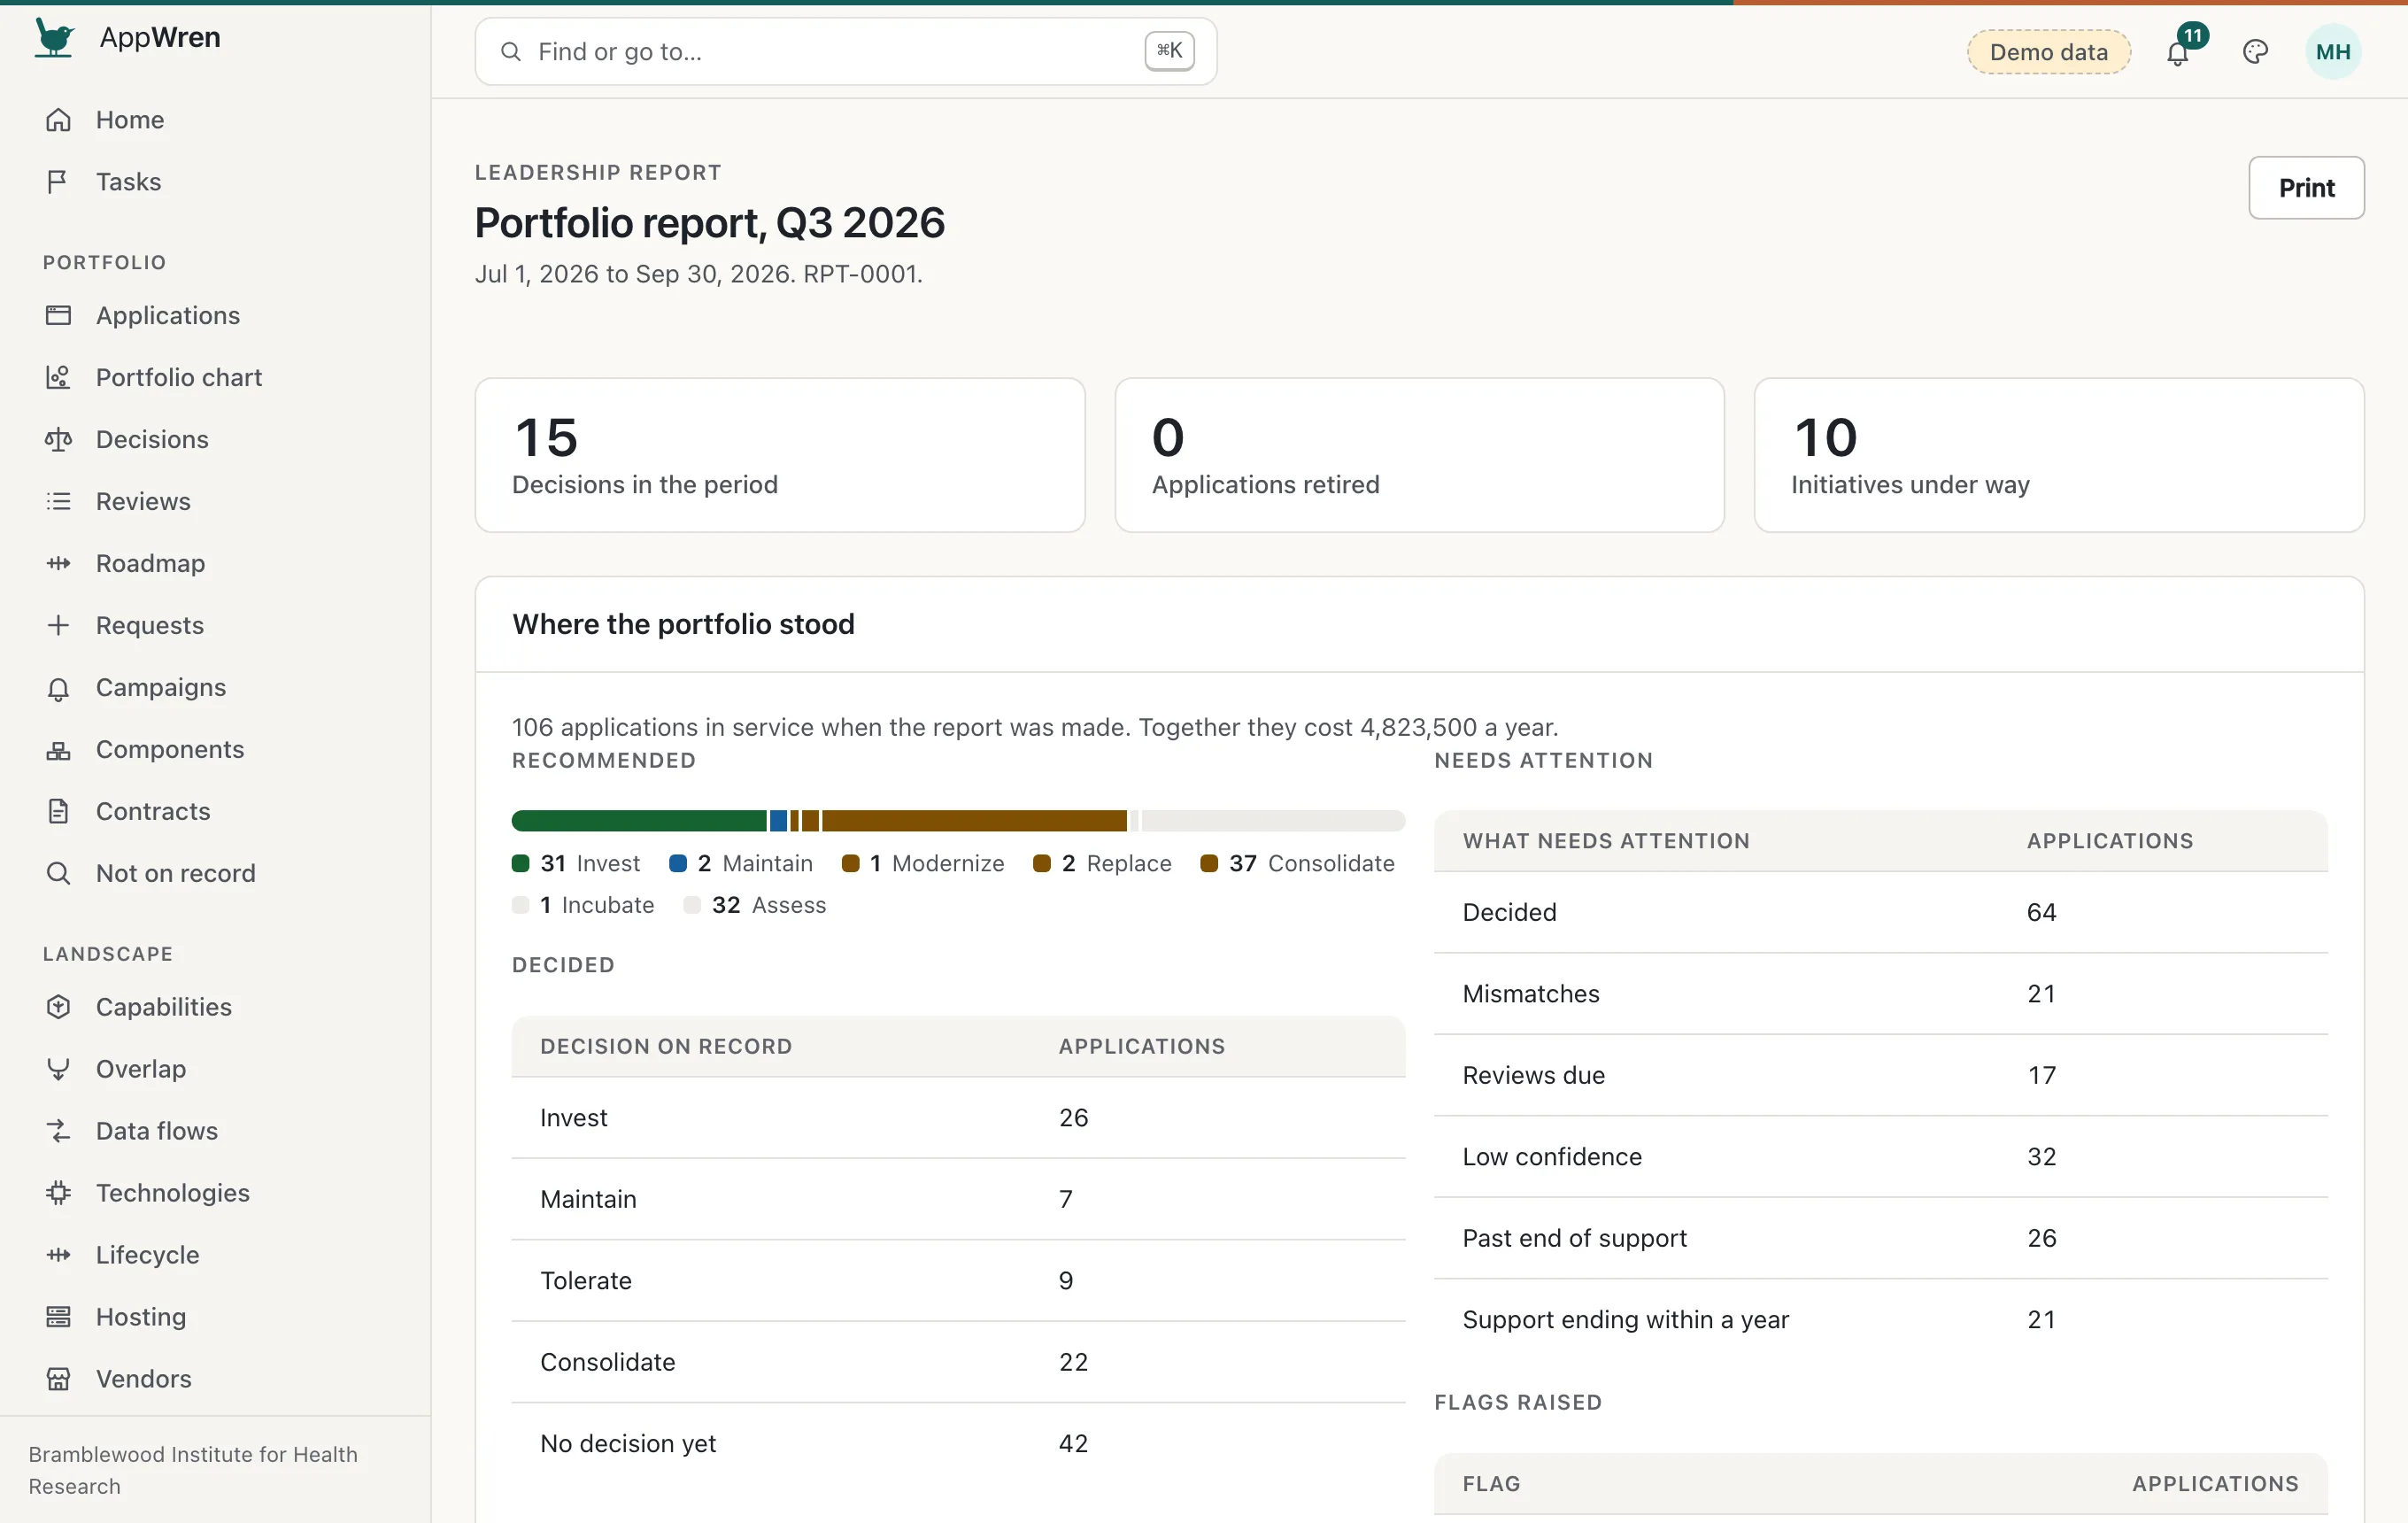 AppWren
Find or go to...
⌘K
Demo data
11
MH
Home
Tasks
PORTFOLIO
Applications
Portfolio chart
Decisions
Reviews
Roadmap
Requests
Campaigns
Components
Contracts
Not on record
LANDSCAPE
Capabilities
Overlap
Data flows
Technologies
Lifecycle
Hosting
Vendors
Bramblewood Institute for Health
Research
LEADERSHIP REPORT
Portfolio report, Q3 2026
Jul 1, 2026 to Sep 30, 2026. RPT-0001.
Print
15
Decisions in the period
0
Applications retired
10
Initiatives under way
Where the portfolio stood
106 applications in service when the report was made. Together they cost 4,823,500 a year.
RECOMMENDED
31 Invest 2 Maintain 1 Modernize 2 Replace 37 Consolidate
1 Incubate 32 Assess
DECIDED
DECISION ON RECORD APPLICATIONS
Invest 26
Maintain 7
Tolerate 9
Consolidate 22
No decision yet 42
NEEDS ATTENTION
WHAT NEEDS ATTENTION APPLICATIONS
Decided 64
Mismatches 21
Reviews due 17
Low confidence 32
Past end of support 26
Support ending within a year 21
FLAGS RAISED
FLAG APPLICATIONS